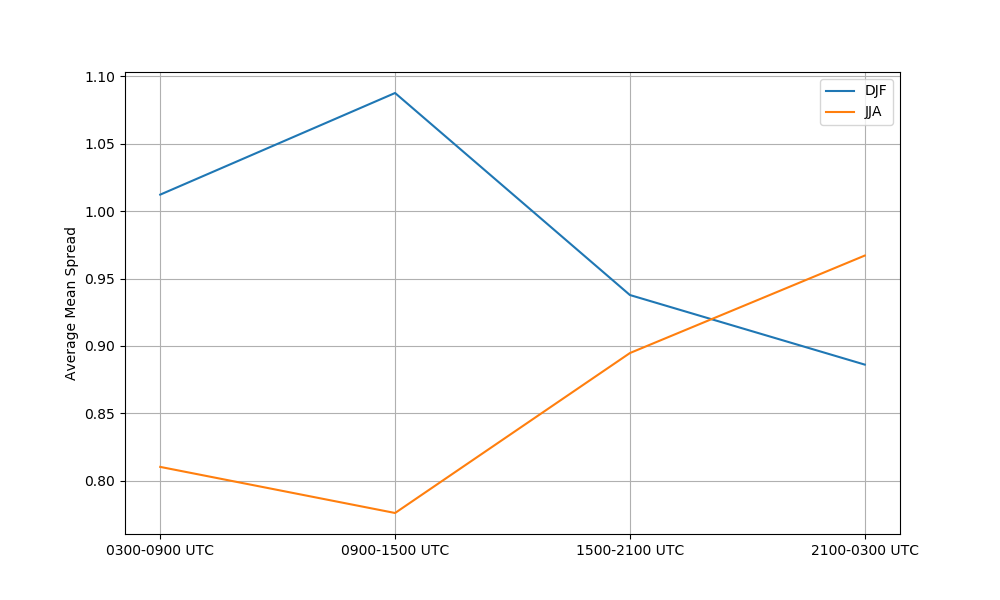 DJF
JJA
Average Mean Spread
1.10
1.05
1.00
0.95
0.90
0.85
0.80
0300-0900 UTC
0900-1500 UTC
1500-2100 UTC
2100-0300 UTC